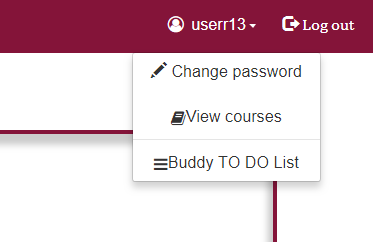 userr13 Log out
Change password
View courses
Buddy TO DO List